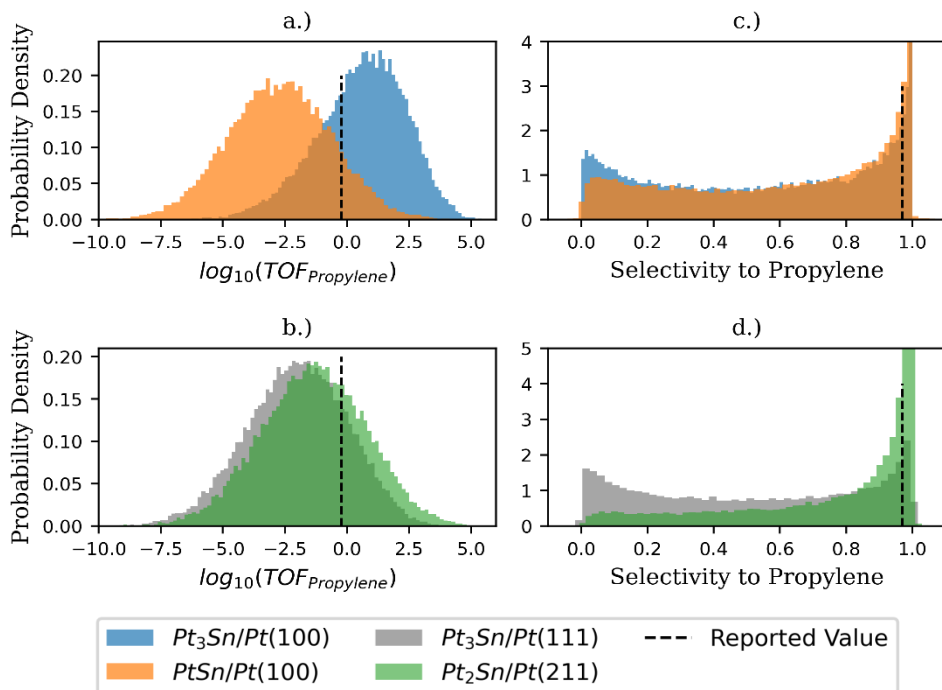 a.)
c.)
Probability Density
0.20
0.15
0.10
0.05
0.00
−10.0 −7.5 −5.0 −2.5 0.0 2.5 5.0
log₁₀(TOF_Propylene)
4
3
2
1
0
0.0 0.2 0.4 0.6 0.8 1.0
Selectivity to Propylene
b.)
d.)
Probability Density
0.20
0.15
0.10
0.05
0.00
−10.0 −7.5 −5.0 −2.5 0.0 2.5 5.0
log₁₀(TOF_Propylene)
5
4
3
2
1
0
0.0 0.2 0.4 0.6 0.8 1.0
Selectivity to Propylene
Pt₃Sn/Pt(100)
PtSn/Pt(100)
Pt₃Sn/Pt(111)
Pt₂Sn/Pt(211)
Reported Value